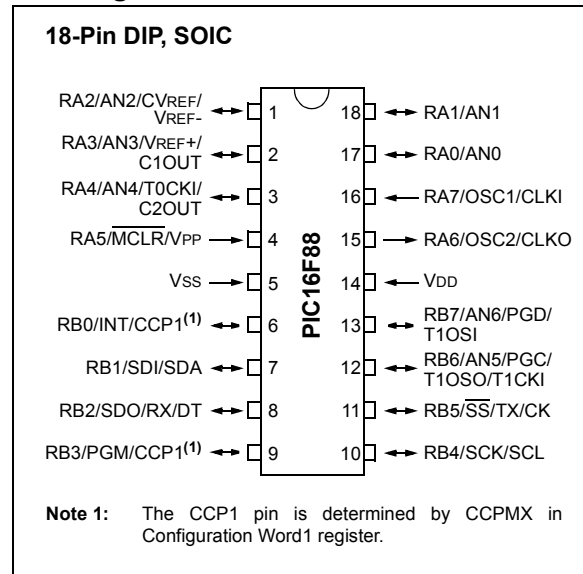 18-Pin DIP, SOIC
RA2/AN2/CVREF/
VREF-
RA3/AN3/VREF+/
C1OUT
RA4/AN4/T0CKI/
C2OUT
RA5/MCLR/VPP
VSS
RB0/INT/CCP1(1)
RB1/SDI/SDA
RB2/SDO/RX/DT
RB3/PGM/CCP1(1)
1
2
3
4
5
6
7
8
9
PIC16F88
18
17
16
15
14
13
12
11
10
RA1/AN1
RA0/AN0
RA7/OSC1/CLKI
RA6/OSC2/CLKO
VDD
RB7/AN6/PGD/
T1OSI
RB6/AN5/PGC/
T1OSO/T1CKI
RB5/SS/TX/CK
RB4/SCK/SCL
Note 1: The CCP1 pin is determined by CCPMX in
Configuration Word1 register.